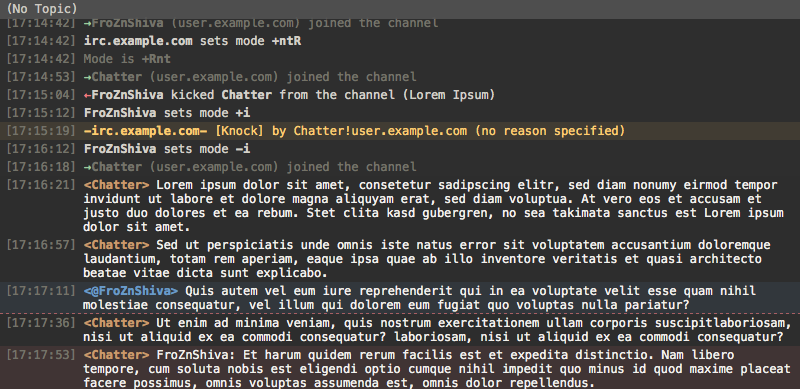 (No Topic)
[17:14:42] →FroZnShiva (user.example.com) joined the channel
[17:14:42] irc.example.com sets mode +ntR
[17:14:42] Mode is +Rnt
[17:14:53] →Chatter (user.example.com) joined the channel
[17:15:04] ←FroZnShiva kicked Chatter from the channel (Lorem Ipsum)
[17:15:12] FroZnShiva sets mode +i
[17:15:19] -irc.example.com- [Knock] by Chatter!user.example.com (no reason specified)
[17:16:12] FroZnShiva sets mode -i
[17:16:18] →Chatter (user.example.com) joined the channel
[17:16:21] <Chatter> Lorem ipsum dolor sit amet, consetetur sadipscing elitr, sed diam nonumy eirmod tempor
invidunt ut labore et dolore magna aliquyam erat, sed diam voluptua. At vero eos et accusam et
justo duo dolores et ea rebum. Stet clita kasd gubergren, no sea takimata sanctus est Lorem ipsum
dolor sit amet.
[17:16:57] <Chatter> Sed ut perspiciatis unde omnis iste natus error sit voluptatem accusantium doloremque
laudantium, totam rem aperiam, eaque ipsa quae ab illo inventore veritatis et quasi architecto
beatae vitae dicta sunt explicabo.
[17:17:11] <@FroZnShiva> Quis autem vel eum iure reprehenderit qui in ea voluptate velit esse quam nihil
molestiae consequatur, vel illum qui dolorem eum fugiat quo voluptas nulla pariatur?
[17:17:36] <Chatter> Ut enim ad minima veniam, quis nostrum exercitationem ullam corporis suscipitlaboriosam,
nisi ut aliquid ex ea commodi consequatur? laboriosam, nisi ut aliquid ex ea commodi consequatur?
[17:17:53] <Chatter> FroZnShiva: Et harum quidem rerum facilis est et expedita distinctio. Nam libero
tempore, cum soluta nobis est eligendi optio cumque nihil impedit quo minus id quod maxime placeat
facere possimus, omnis voluptas assumenda est, omnis dolor repellendus.